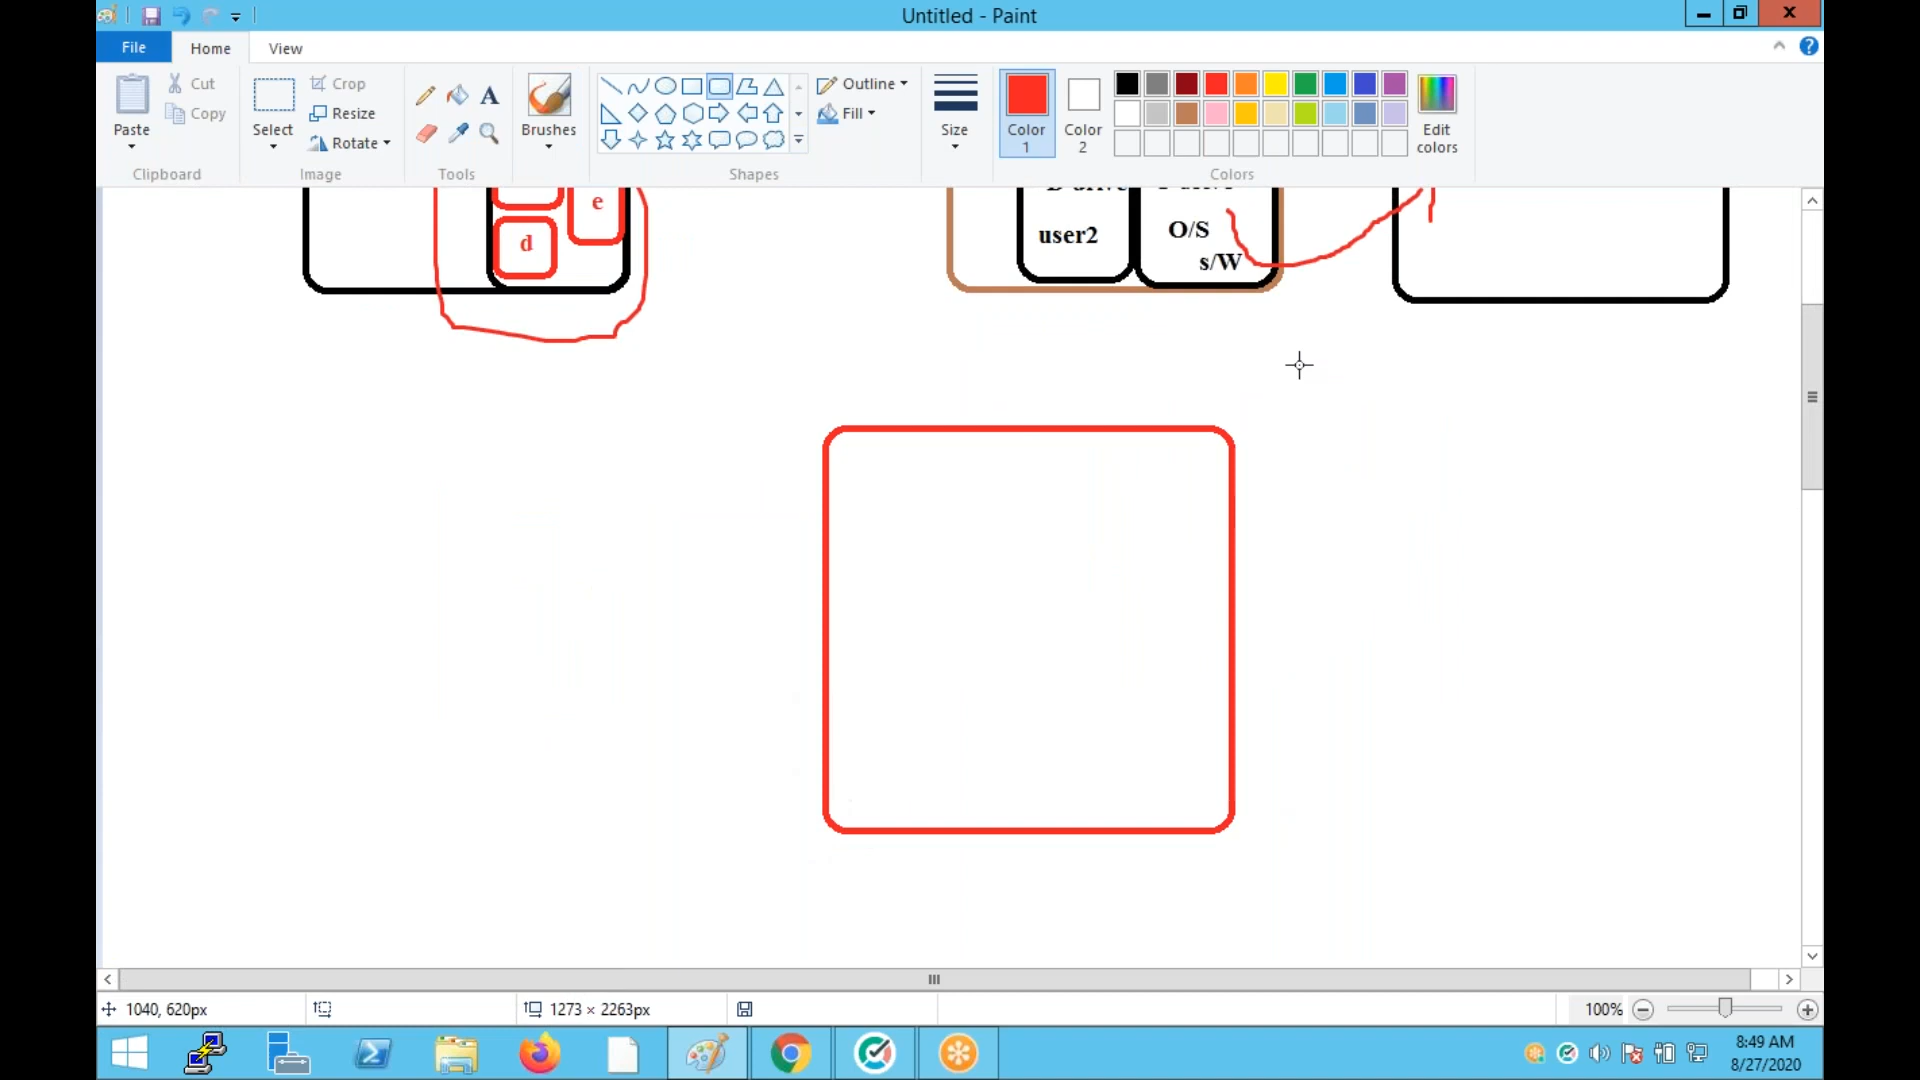 Untitled - Paint
File Home View
Cut
Copy
Paste
Clipboard
Select
Crop
Resize
Rotate
Image
Tools
Brushes
Shapes
Outline
Fill
Size
Color 1
Color 2
Edit colors
Colors
e
d
user2
O/S
s/W
1040, 620px
1273 × 2263px
100%
8:49 AM
8/27/2020